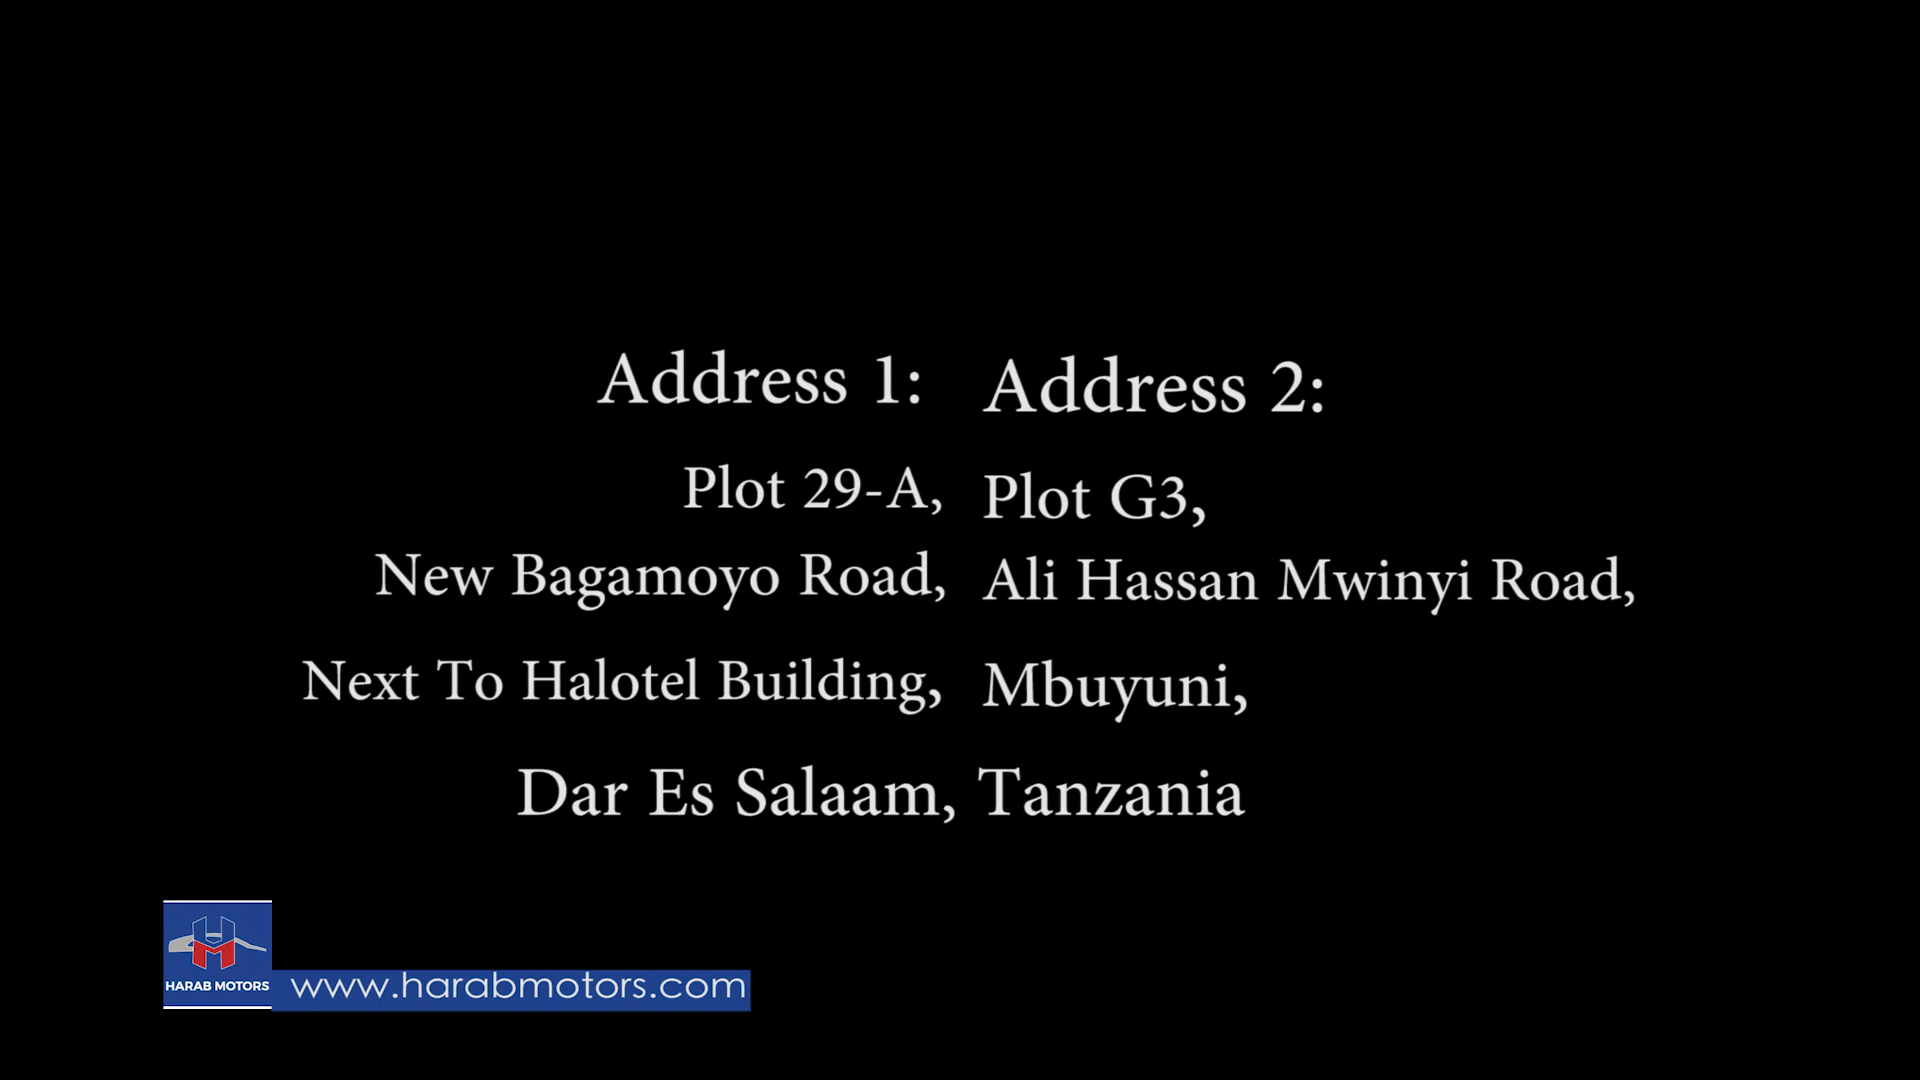 Address 1:
Plot 29-A,
New Bagamoyo Road,
Next To Halotel Building,
Address 2:
Plot G3,
Ali Hassan Mwinyi Road,
Mbuyuni,
Dar Es Salaam, Tanzania
HARAB MOTORS
www.harabmotors.com